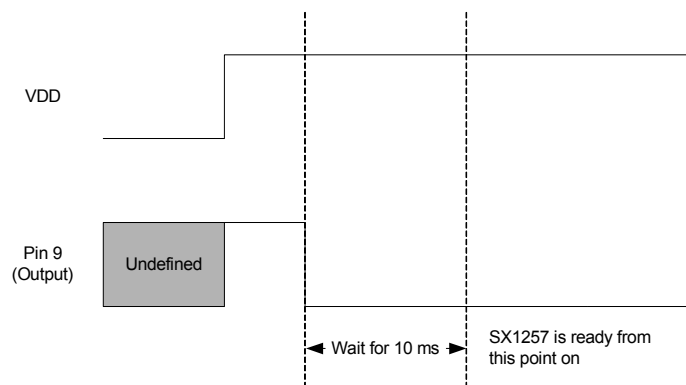 VDD
Pin 9
(Output)
Undefined
Wait for 10 ms
SX1257 is ready from
this point on